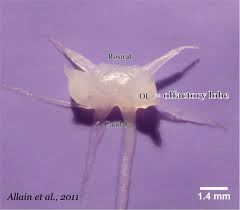 Rostral
OL = olfactory lobe
Caudal
Allain et al., 2011
1.4 mm